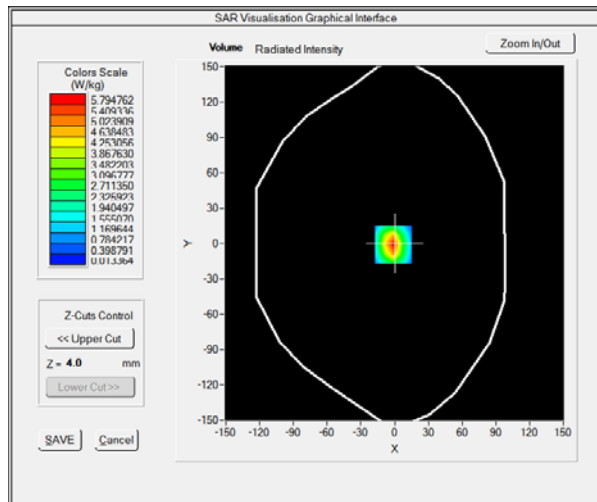 SAR Visualisation Graphical Interface
Volume Radiated Intensity
Zoom In/Out
Colors Scale
(W/kg)
5.794762
5.409336
5.023909
4.638483
4.253056
3.867630
3.482203
3.096777
2.711350
2.325923
1.940497
1.555070
1.169644
0.784217
0.398791
0.013364
Z-Cuts Control
<< Upper Cut
Z = 4.0 mm
Lower Cut >>
SAVE Cancel
150
120
90
60
30
0
-30
-60
-90
-120
-150
Y
-150 -120 -90 -60 -30 0 30 60 90 120 150
X